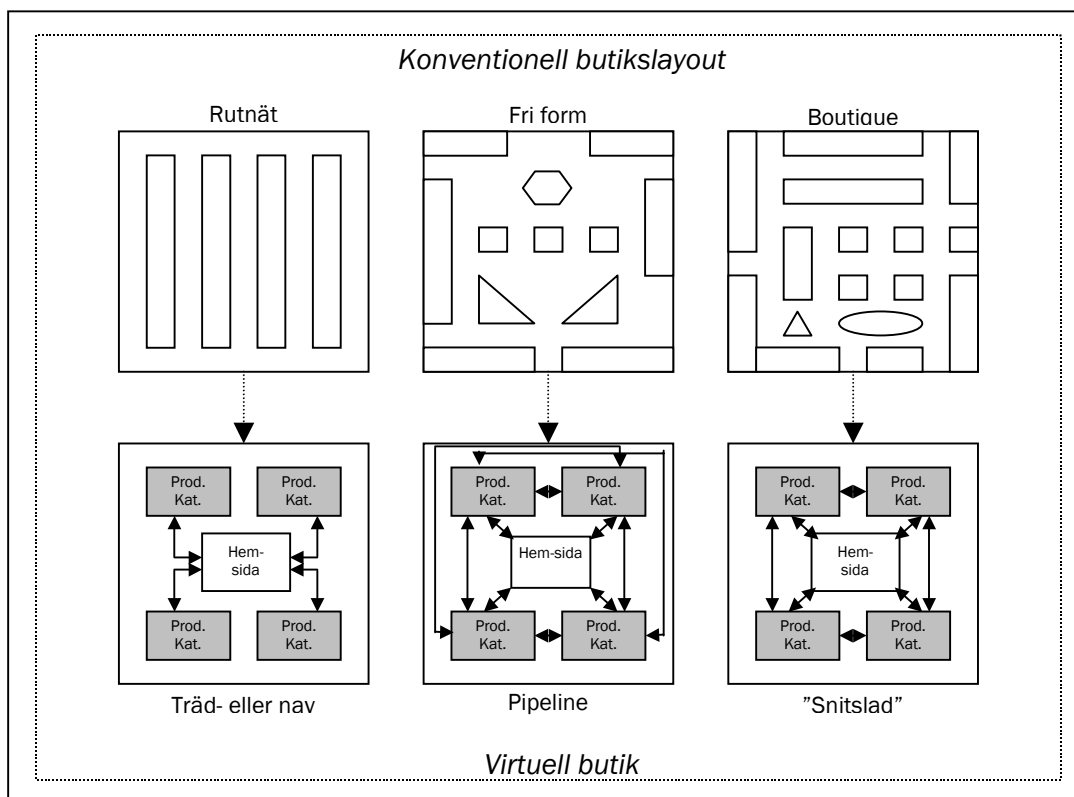 Konventionell butikslayout
Rutnät
Fri form
Boutique
Prod.
Kat.
Prod.
Kat.
Hem-
sida
Prod.
Kat.
Prod.
Kat.
Prod.
Kat.
Prod.
Kat.
Hem-sida
Prod.
Kat.
Prod.
Kat.
Prod.
Kat.
Prod.
Kat.
Hem-
sida
Prod.
Kat.
Prod.
Kat.
Träd- eller nav
Pipeline
”Snitslad”
Virtuell butik